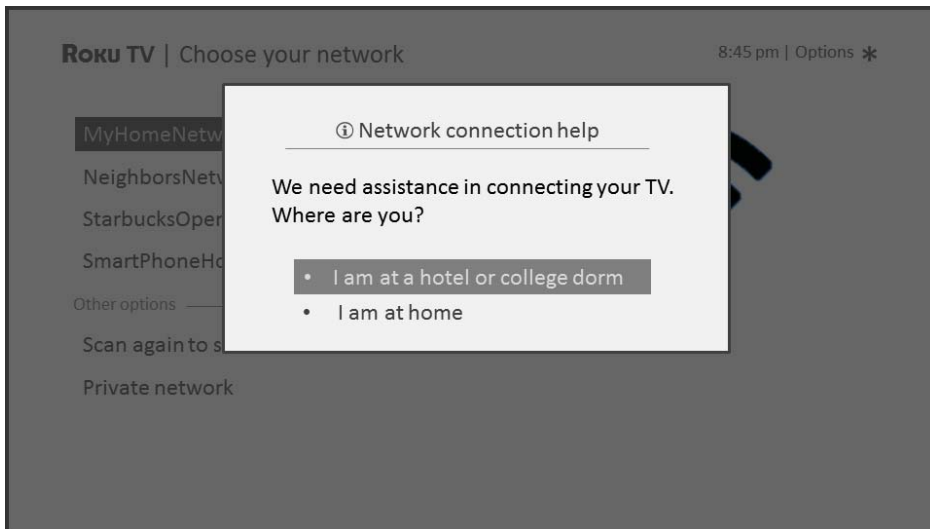 Roku TV | Choose your network
8:45 pm | Options ✱
ⓘ Network connection help
We need assistance in connecting your TV.
Where are you?
• I am at a hotel or college dorm
• I am at home
MyHomeNetw
NeighborsNetv
StarbucksOper
SmartPhoneHo
Other options
Scan again to s
Private network